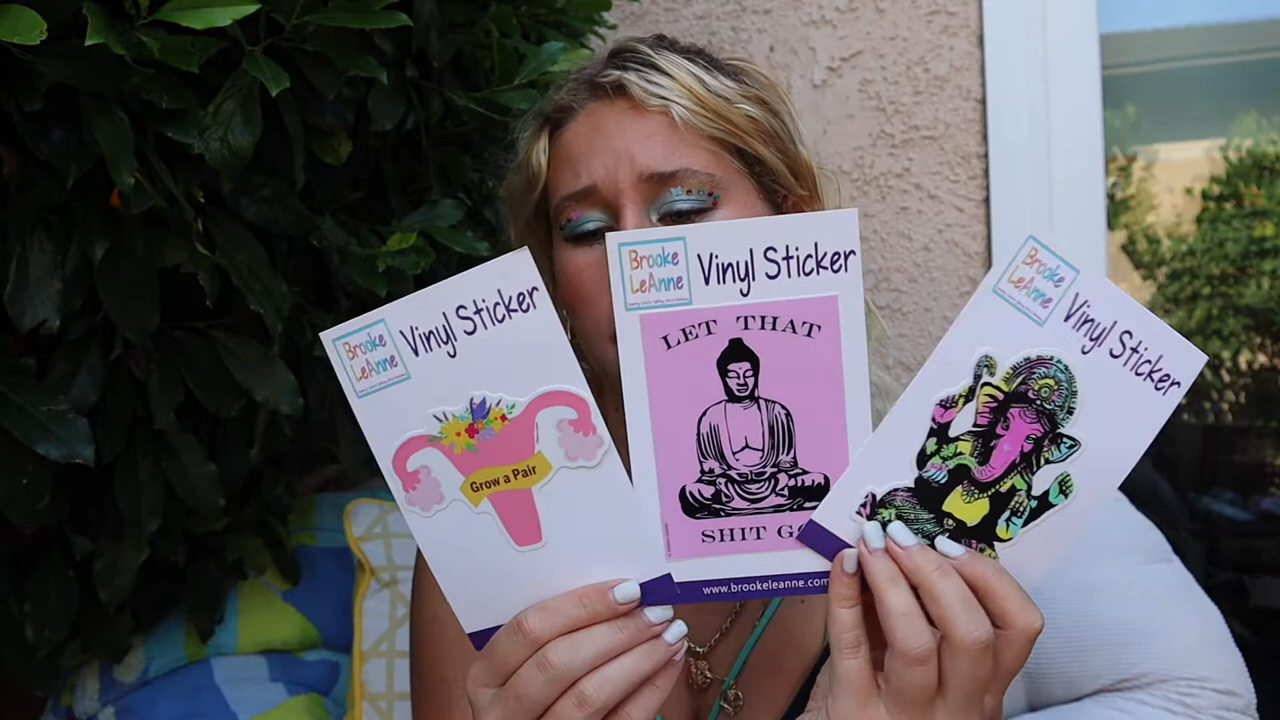 Brooke
LeAnne
Vinyl Sticker
Grow a Pair
Brooke
LeAnne
Vinyl Sticker
LET THAT
SHIT GO
www.brookeleanne.com
Brooke
LeAnne
Vinyl Sticker